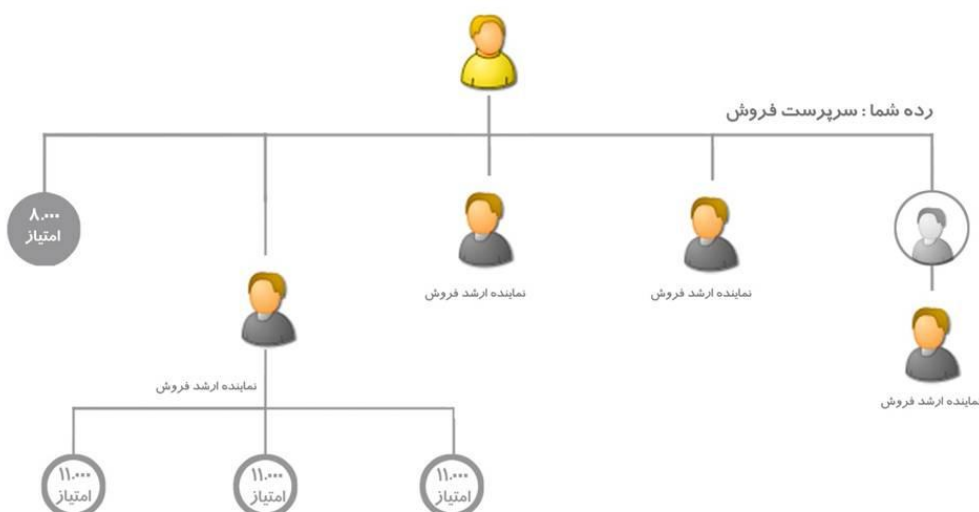 رده شما : سرپرست فروش
۸.۰۰۰
امتیاز
نماینده ارشد فروش
نماینده ارشد فروش
نماینده ارشد فروش
نماینده ارشد فروش
۱۱.۰۰۰
امتیاز
۱۱.۰۰۰
امتیاز
۱۱.۰۰۰
امتیاز